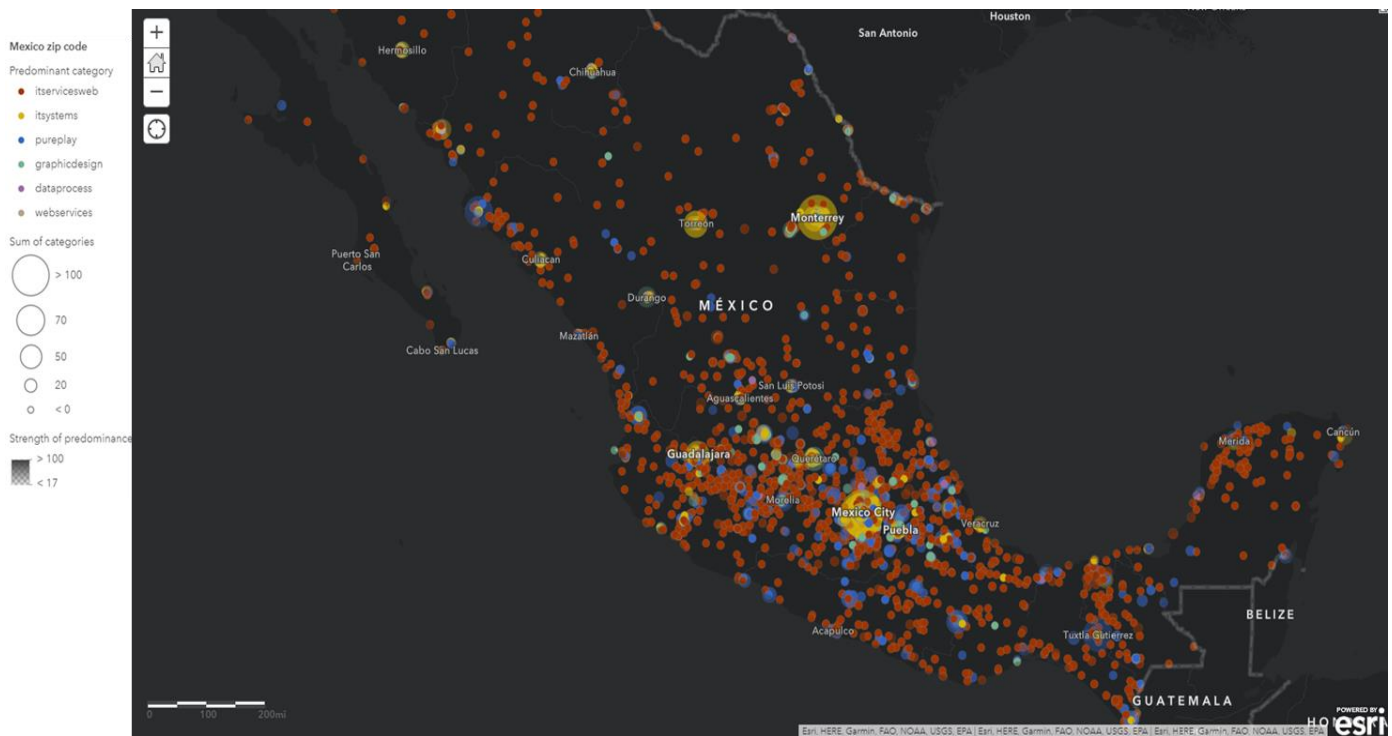 Mexico zip code
Predominant category
itservicesweb
itsystems
pureplay
graphicdesign
dataprocess
webservices
Sum of categories
> 100
70
50
20
< 0
Strength of predominance
> 100
< 17
+
−
Houston
San Antonio
Hermosillo
Chihuahua
Monterrey
Torreón
Puerto San
Carlos
Culiacan
Durango
MÉXICO
Mazatlán
Cabo San Lucas
San Luis Potosi
Aguascalientes
Guadalajara
Querétaro
Merida
Cancún
Morelia
Mexico City
Puebla
Veracruz
Acapulco
Tuxtla Gutierrez
BELIZE
GUATEMALA
0 100 200mi
POWERED BY
esri
Esri, HERE, Garmin, FAO, NOAA, USGS, EPA | Esri, HERE, Garmin, FAO, NOAA, USGS, EPA | Esri, HERE, Garmin, FAO, NOAA, USGS, EPA